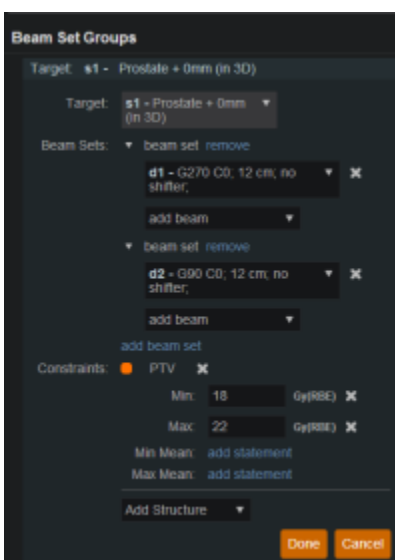 Beam Set Groups
Target: s1 - Prostate + 0mm (in 3D)
Target: s1 - Prostate + 0mm
(in 3D)
Beam Sets: beam set remove
d1 - G270 C0; 12 cm; no
shifter;
add beam
beam set remove
d2 - G90 C0; 12 cm; no
shifter;
add beam
add beam set
Constraints: PTV
Min: 18 Gy(RBE)
Max: 22 Gy(RBE)
Min Mean: add statement
Max Mean: add statement
Add Structure
Done Cancel